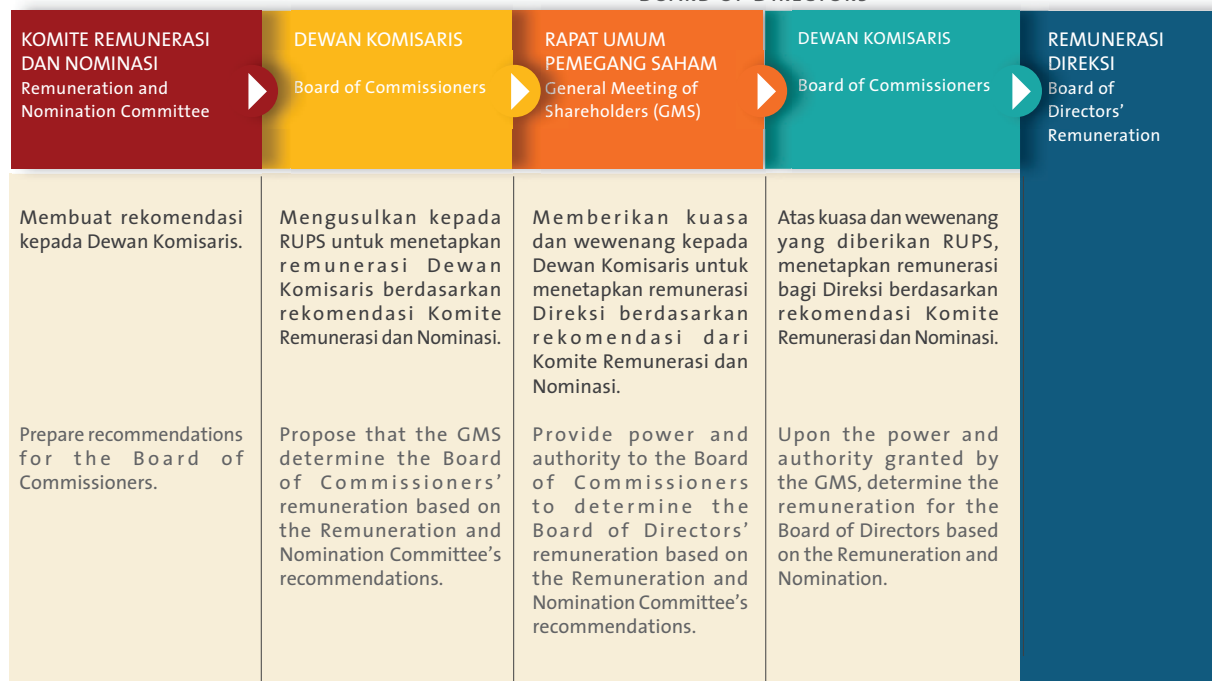 KOMITE REMUNERASI
DAN NOMINASI
Remuneration and
Nomination Committee
DEWAN KOMISARIS
Board of Commissioners
RAPAT UMUM
PEMEGANG SAHAM
General Meeting of
Shareholders (GMS)
DEWAN KOMISARIS
Board of Commissioners
REMUNERASI
DIREKSI
Board of
Directors'
Remuneration
Membuat rekomendasi
kepada Dewan Komisaris.
Mengusulkan kepada
RUPS untuk menetapkan
remunerasi Dewan
Komisaris berdasarkan
rekomendasi Komite
Remunerasi dan Nominasi.
Memberikan kuasa
dan wewenang kepada
Dewan Komisaris untuk
menetapkan remunerasi
Direksi berdasarkan
rekomendasi dari
Komite Remunerasi dan
Nominasi.
Atas kuasa dan wewenang
yang diberikan RUPS,
menetapkan remunerasi
bagi Direksi berdasarkan
rekomendasi Komite
Remunerasi dan Nominasi.
Prepare recommendations
for the Board of
Commissioners.
Propose that the GMS
determine the Board
of Commissioners’
remuneration based on
the Remuneration and
Nomination Committee’s
recommendations.
Provide power and
authority to the Board
of Commissioners
to determine the
Board of Directors’
remuneration based on
the Remuneration and
Nomination Committee’s
recommendations.
Upon the power and
authority granted by
the GMS, determine the
remuneration for the
Board of Directors based
on the Remuneration and
Nomination.